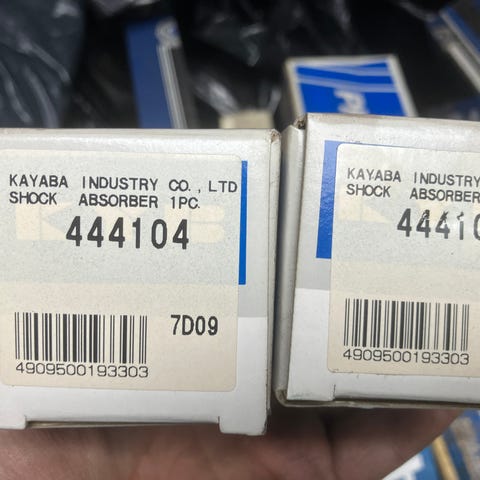 KAYABA INDUSTRY CO., LTD
SHOCK ABSORBER 1PC.
444104
7D09
4909500193303
KAYABA INDUSTRY
SHOCK ABSORBER
4909500193303